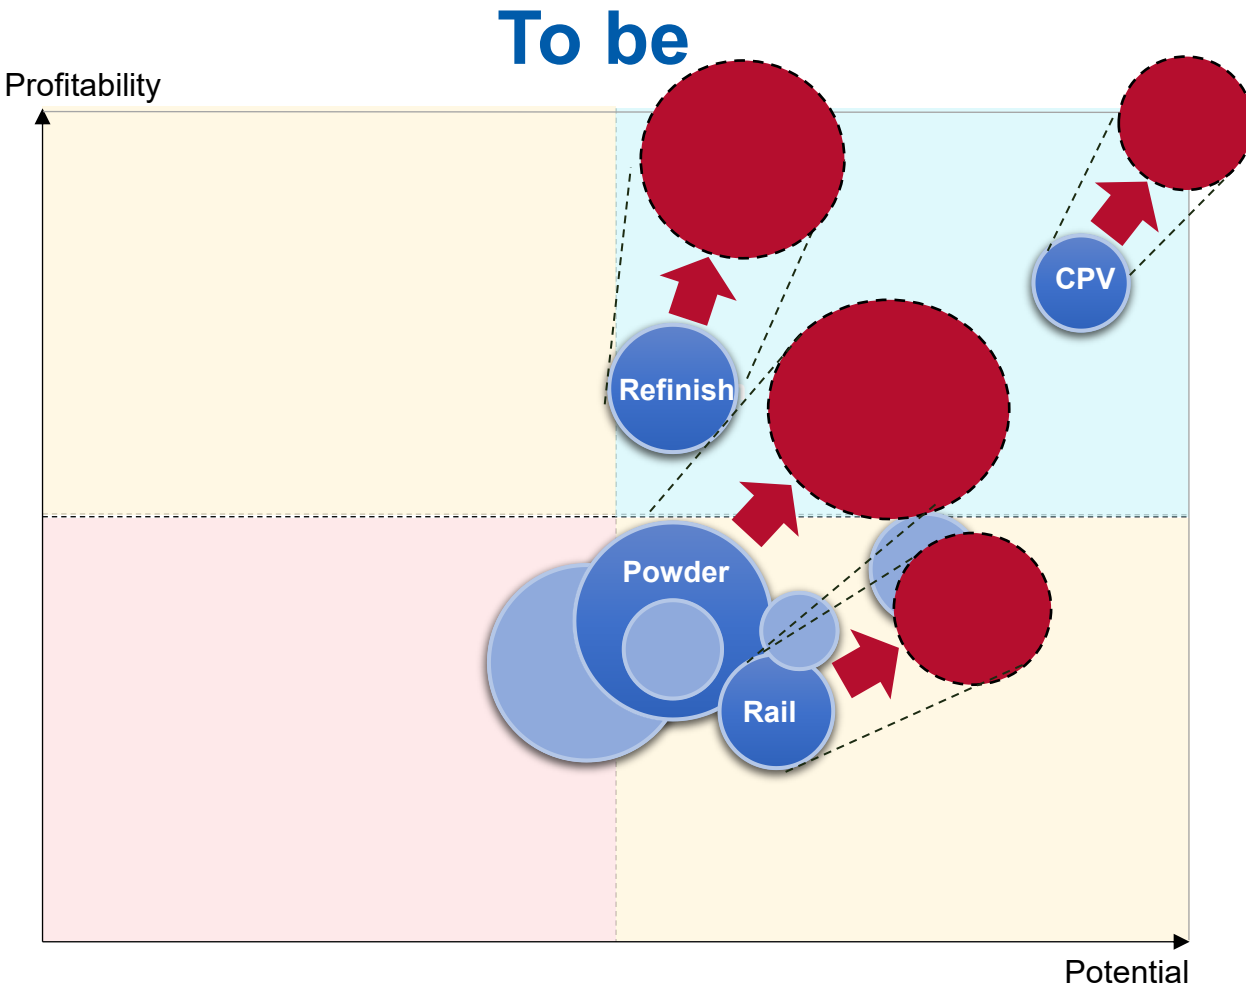 To be
Profitability
CPV
Refinish
Powder
Rail
Potential